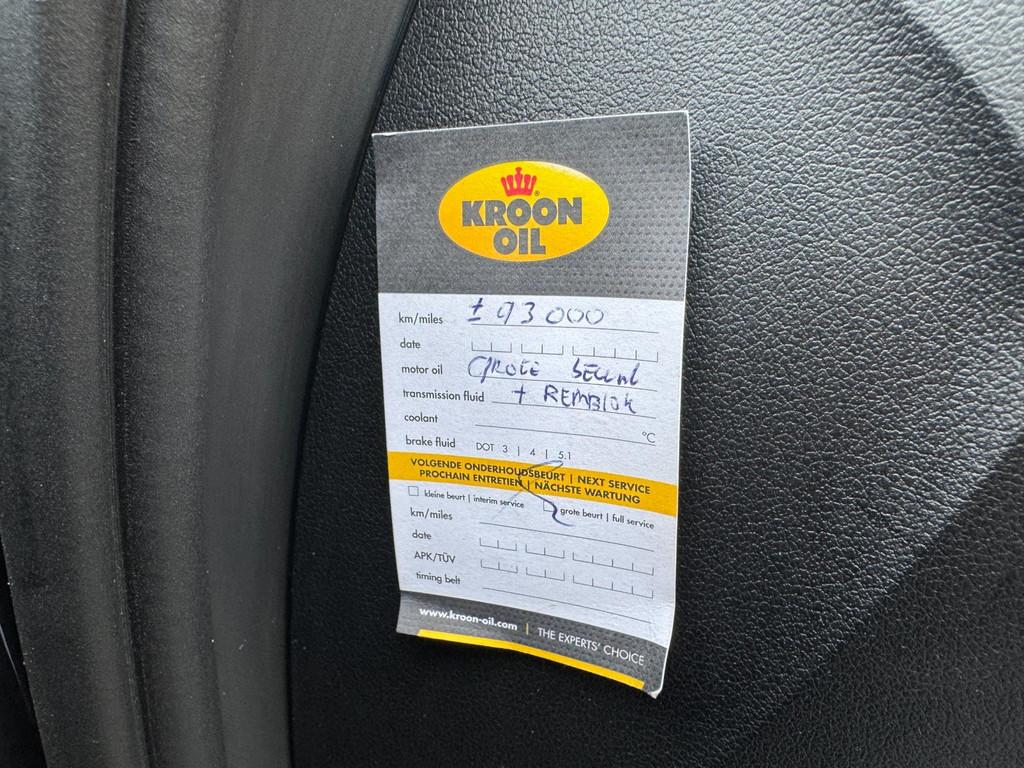 KROON
OIL
km/miles ± 93 000
date
motor oil GROTE BEURT
transmission fluid + REMBLOK
coolant °C
brake fluid DOT 3 | 4 | 5.1
VOLGENDE ONDERHOUDSBEURT | NEXT SERVICE
PROCHAIN ENTRETIEN | NÄCHSTE WARTUNG
kleine beurt | interim service grote beurt | full service
km/miles
date
APK/TÜV
timing belt
www.kroon-oil.com | THE EXPERTS' CHOICE